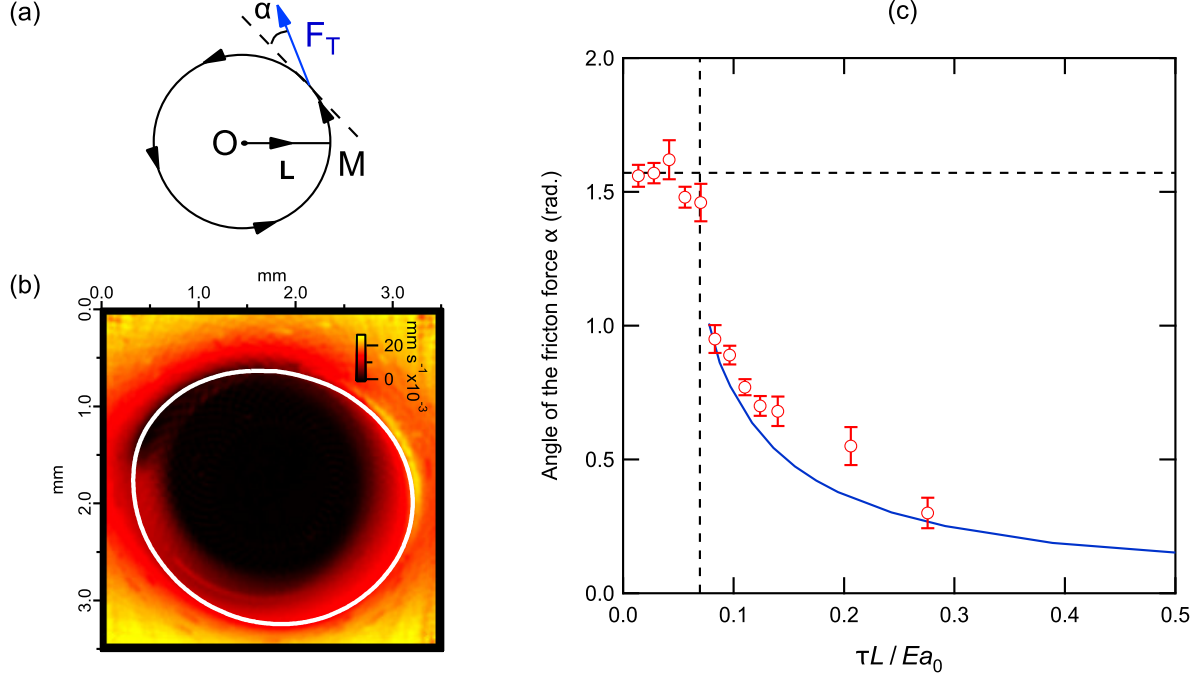 (a)
α
F_T
O
L
M
(b)
mm
0.0 1.0 2.0 3.0
0.0
1.0
2.0
3.0
mm
20
0
mm s⁻¹ x10⁻³
(c)
2.0
1.5
1.0
0.5
0.0
Angle of the fricton force α (rad.)
0.0 0.1 0.2 0.3 0.4 0.5
τL / Ea₀